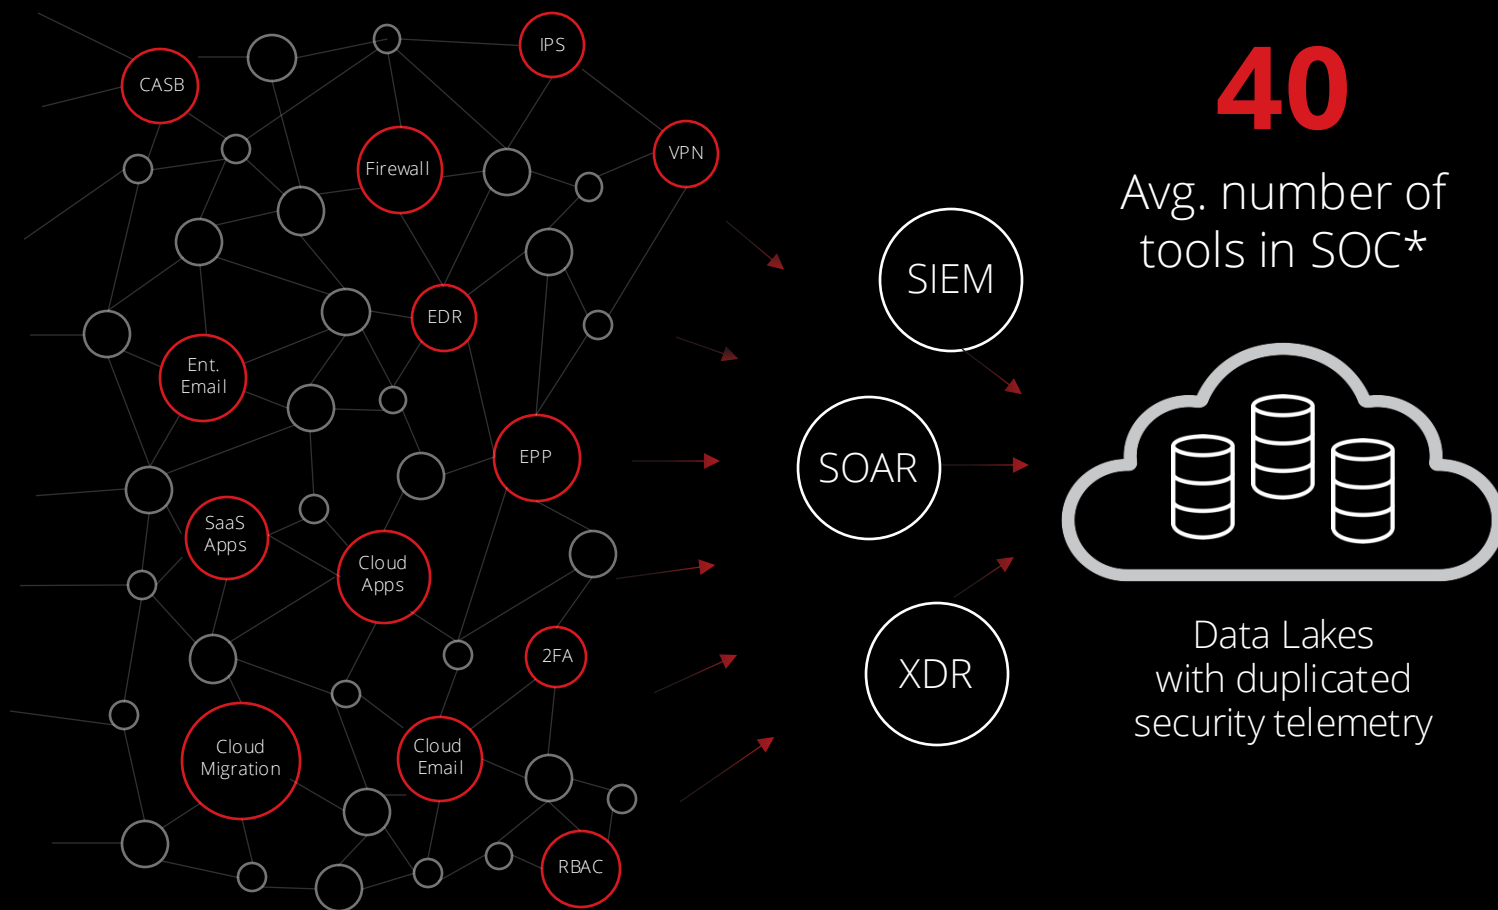 CASB
IPS
Firewall
VPN
EDR
Ent.
Email
EPP
SaaS
Apps
Cloud
Apps
2FA
Cloud
Migration
Cloud
Email
RBAC
SIEM
SOAR
XDR
40
Avg. number of
tools in SOC*
Data Lakes
with duplicated
security telemetry